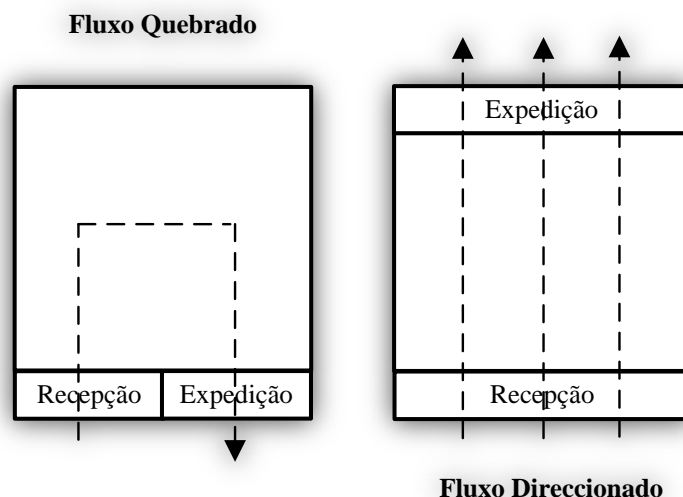 Fluxo Quebrado
Recepção
Expedição
Expedição
Recepção
Fluxo Direccionado